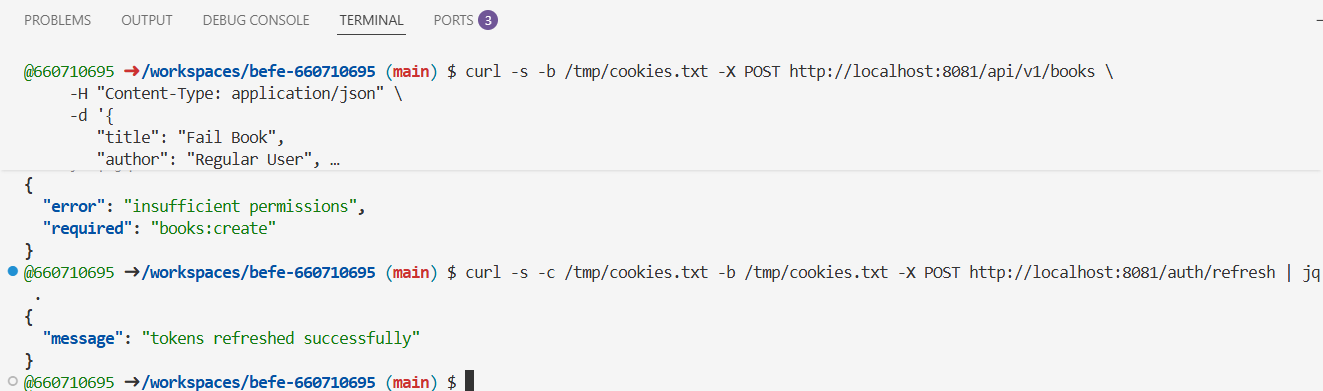 PROBLEMS OUTPUT DEBUG CONSOLE TERMINAL PORTS 3
@660710695 ➜/workspaces/befe-660710695 (main) $ curl -s -b /tmp/cookies.txt -X POST http://localhost:8081/api/v1/books \
-H "Content-Type: application/json" \
-d '{
"title": "Fail Book",
"author": "Regular User", …
{
"error": "insufficient permissions",
"required": "books:create"
}
@660710695 ➜/workspaces/befe-660710695 (main) $ curl -s -c /tmp/cookies.txt -b /tmp/cookies.txt -X POST http://localhost:8081/auth/refresh | jq
.
{
"message": "tokens refreshed successfully"
}
@660710695 ➜/workspaces/befe-660710695 (main) $